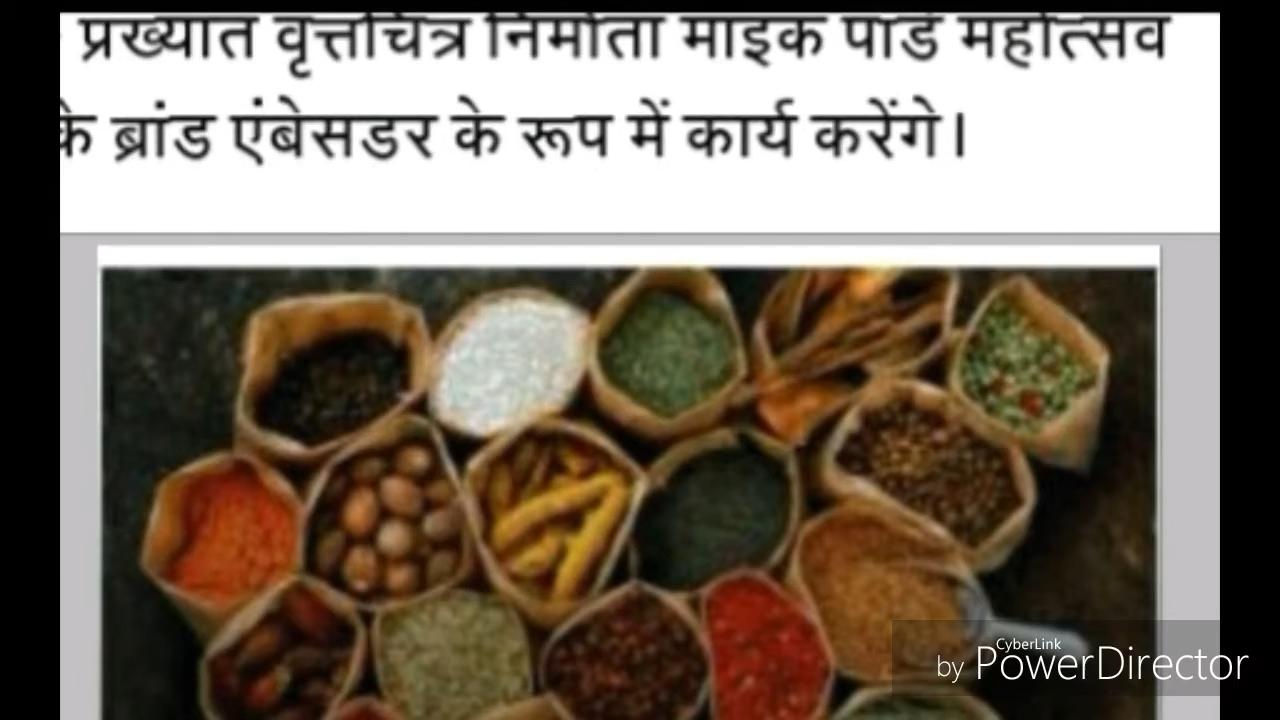 प्रख्यात वृत्तचित्र निर्माता माइक पांडे महोत्सव
के ब्रांड एंबेसडर के रूप में कार्य करेंगे।
CyberLink
by PowerDirector